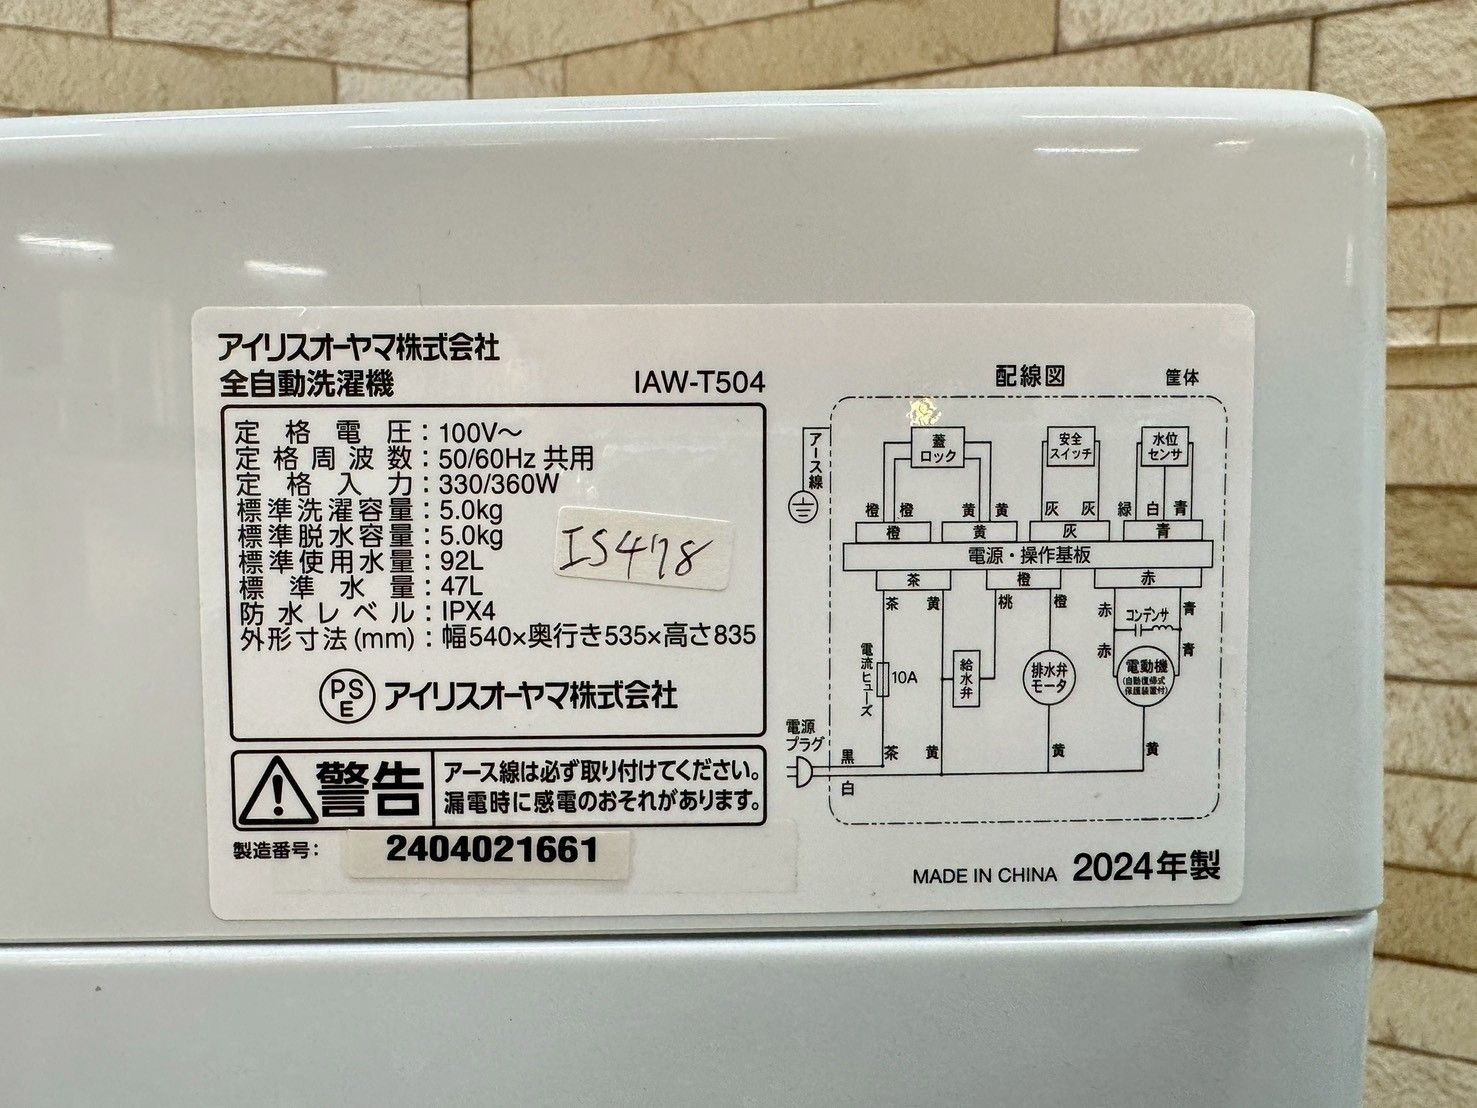 アイリスオーヤマ株式会社
全自動洗濯機 IAW-T504
定格電圧：100V～
定格周波数：50/60Hz 共用
定格入力：330/360W
標準洗濯容量：5.0kg
標準脱水容量：5.0kg
標準使用水量：92L
標準水量：47L
防水レベル：IPX4
外形寸法(mm)：幅540×奥行き535×高さ835
IS478
PS
E
アイリスオーヤマ株式会社
警告
アース線は必ず取り付けてください。
漏電時に感電のおそれがあります。
製造番号： 2404021661
配線図 筐体
アース線
蓋
ロック
安全
スイッチ
水位
センサ
橙 橙 黄 黄 灰 灰 緑 白 青
橙 黄 灰 青
電源・操作基板
茶 橙 赤
茶 黄 桃 橙 赤 青
コンデンサ
赤 青
電流ヒューズ
10A
給水弁
排水弁
モータ
電動機
(自動復帰式
保護装置付)
電源
プラグ
黒 茶 黄 黄 黄
白
MADE IN CHINA 2024年製